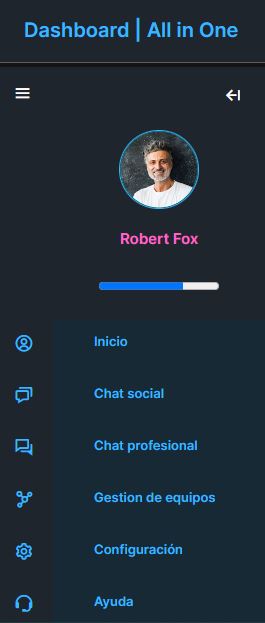 Dashboard | All in One
Robert Fox
Inicio
Chat social
Chat profesional
Gestion de equipos
Configuración
Ayuda